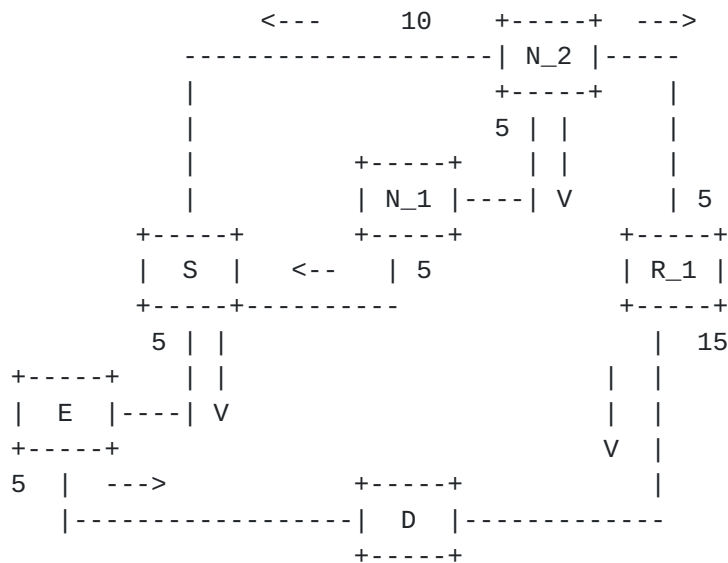 <---     10    +-----+  --->
--------------------| N_2 |-----
|                   +-----+    |
|                   5 | |      |
|          +-----+    | |      |
|          | N_1 |----| V      | 5
+-----+       +-----+          +-----+
|  S  |   <--   | 5            | R_1 |
+-----+----------              +-----+
5 | |                           |  15
+-----+    | |                        |  |
|  E  |----| V                        |  |
+-----+                               V  |
5  |  --->            +-----+            |
|------------------|  D  |-------------
+-----+